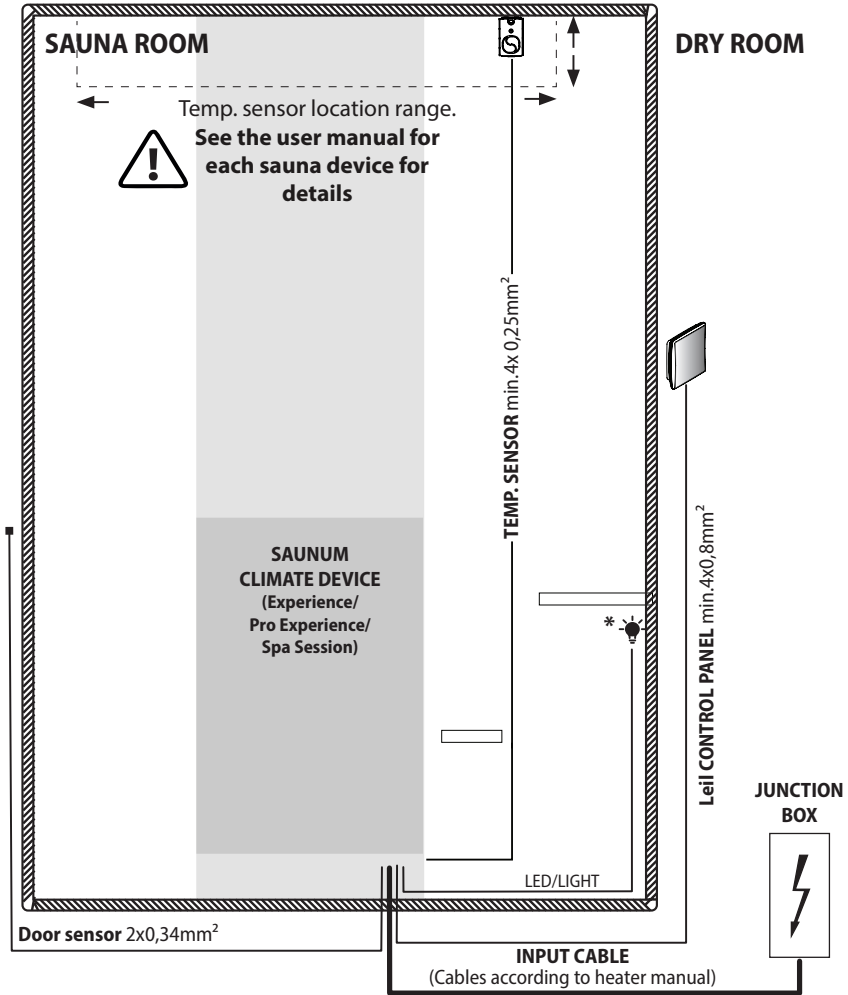 SAUNA ROOM
DRY ROOM
Temp. sensor location range.
See the user manual for
each sauna device for
details
!
TEMP. SENSOR min.4x 0,25mm²
SAUNUM
CLIMATE DEVICE
(Experience/
Pro Experience/
Spa Session)
*
Leil CONTROL PANEL min.4x0,8mm²
JUNCTION
BOX
LED/LIGHT
Door sensor 2x0,34mm²
INPUT CABLE
(Cables according to heater manual)